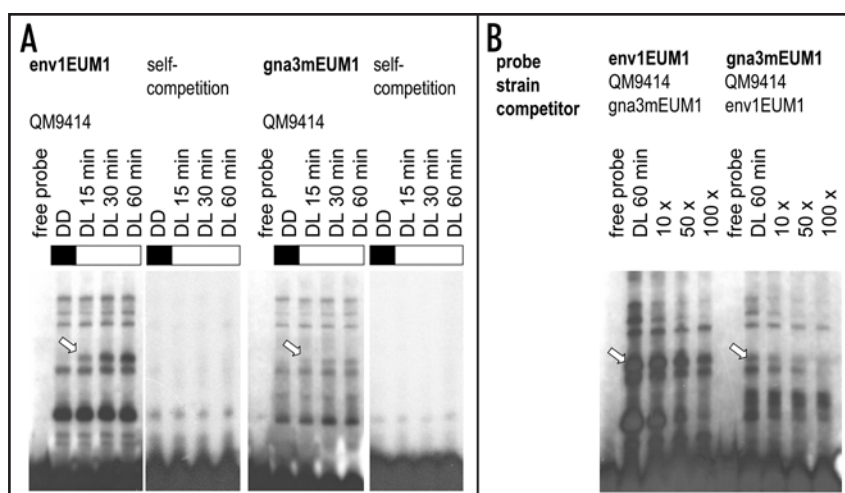 A
env1EUM1
self-
competition
gna3mEUM1
self-
competition
QM9414
QM9414
free probe
DD
DL 15 min
DL 30 min
DL 60 min
DD
DL 15 min
DL 30 min
DL 60 min
free probe
DD
DL 15 min
DL 30 min
DL 60 min
DD
DL 15 min
DL 30 min
DL 60 min
B
probe env1EUM1 gna3mEUM1
strain QM9414 QM9414
competitor gna3mEUM1 env1EUM1
free probe
DL 60 min
10 x
50 x
100 x
free probe
DL 60 min
10 x
50 x
100 x